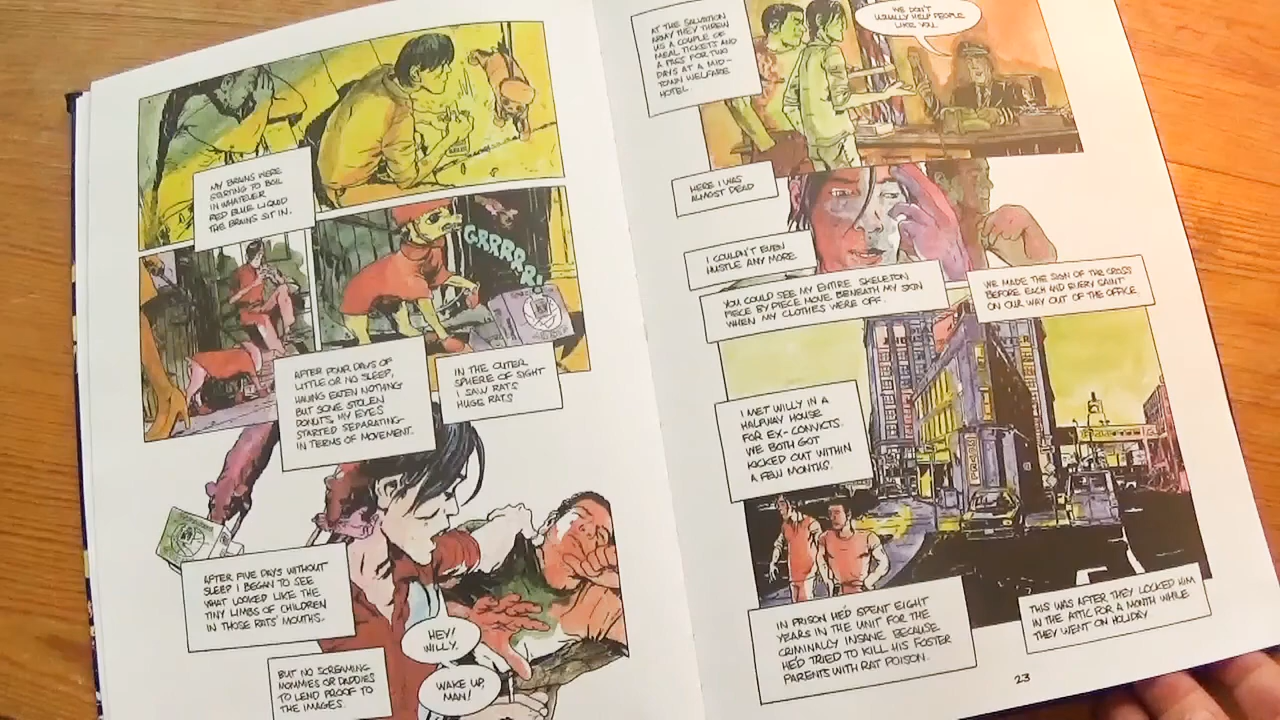 MY BRAINS WERE
STARTING TO BOIL
IN WHATEVER
RED BLUE LIQUID
THE BRAINS SIT IN.
GRRRRR!!
AFTER FOUR DAYS OF
LITTLE OR NO SLEEP,
HAVING EATEN NOTHING
BUT SOME STOLEN
DONUTS, MY EYES
STARTED SEPARATING
IN TERMS OF MOVEMENT.
IN THE OUTER
SPHERE OF SIGHT
I SAW RATS
HUGE RATS
AFTER FIVE DAYS WITHOUT
SLEEP I BEGAN TO SEE
WHAT LOOKED LIKE THE
TINY LIMBS OF CHILDREN
IN THOSE RATS' MOUTHS.
HEY!
WILLY.
BUT NO SCREAMING
MOMMIES OR DADDIES
TO LEND PROOF TO
THE IMAGES.
WAKE UP,
MAN!
AT THE SALVATION
ARMY THEY THREW
US A COUPLE OF
MEAL TICKETS AND
A PASS FOR TWO
DAYS AT A MID-
TOWN WELFARE
HOTEL.
WE DON'T
USUALLY HELP PEOPLE
LIKE YOU.
HERE I WAS
ALMOST DEAD
I COULDN'T EVEN
HUSTLE ANY MORE.
YOU COULD SEE MY ENTIRE SKELETON
PIECE BY PIECE MOVE BENEATH MY SKIN
WHEN MY CLOTHES WERE OFF.
WE MADE THE SIGN OF THE CROSS
BEFORE EACH AND EVERY SAINT
ON OUR WAY OUT OF THE OFFICE.
I MET WILLY IN A
HALFWAY HOUSE
FOR EX-CONVICTS.
WE BOTH GOT
KICKED OUT WITHIN
A FEW MONTHS.
IN PRISON HE'D SPENT EIGHT
YEARS IN THE UNIT FOR THE
CRIMINALLY INSANE BECAUSE
HE'D TRIED TO KILL HIS FOSTER
PARENTS WITH RAT POISON.
THIS WAS AFTER THEY LOCKED HIM
IN THE ATTIC FOR A MONTH WHILE
THEY WENT ON HOLIDAY
23